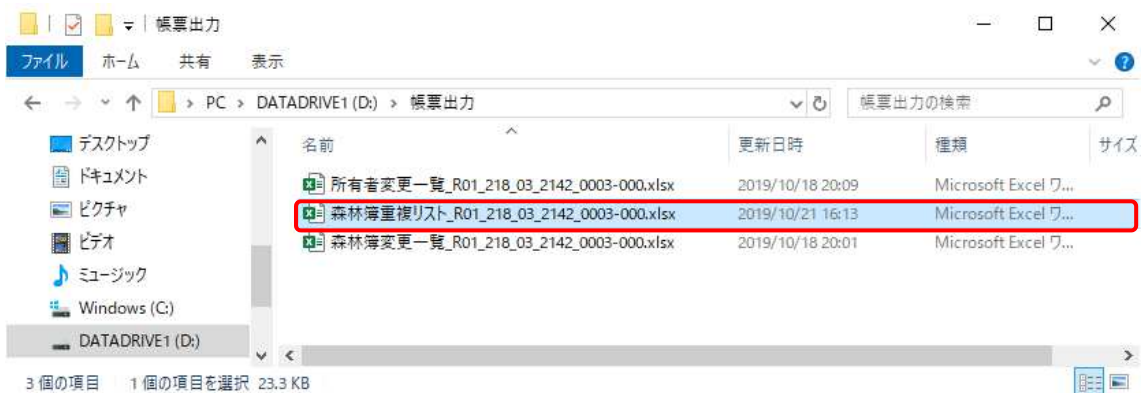 帳票出力
ファイル ホーム 共有 表示
PC > DATADRIVE1 (D:) > 帳票出力 帳票出力の検索
デスクトップ
ドキュメント
ピクチャ
ビデオ
ミュージック
Windows (C:)
DATADRIVE1 (D:)
名前 更新日時 種類 サイズ
所有者変更一覧_R01_218_03_2142_0003-000.xlsx 2019/10/18 20:09 Microsoft Excel ワ...
森林簿重複リスト_R01_218_03_2142_0003-000.xlsx 2019/10/21 16:13 Microsoft Excel ワ...
森林簿変更一覧_R01_218_03_2142_0003-000.xlsx 2019/10/18 20:01 Microsoft Excel ワ...
3 個の項目 1 個の項目を選択 23.3 KB